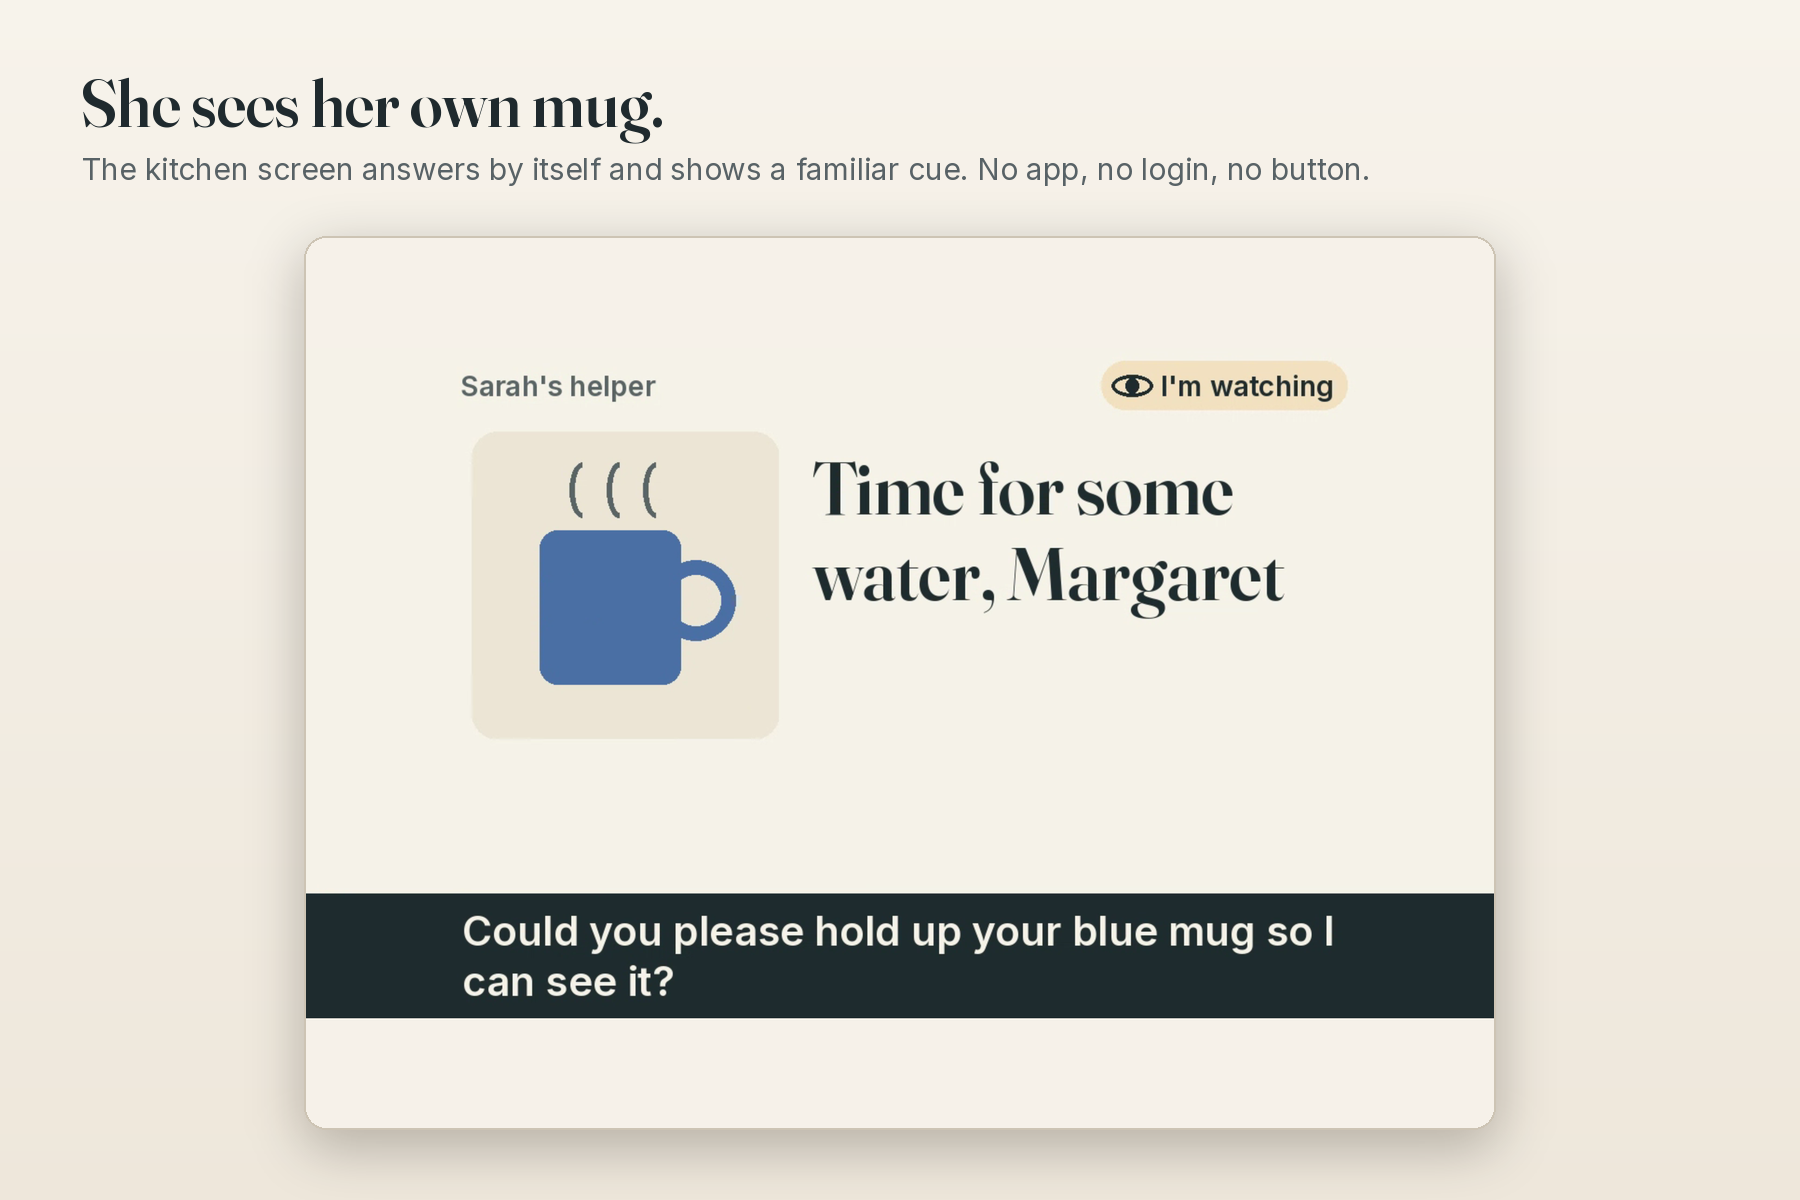 She sees her own mug.
The kitchen screen answers by itself and shows a familiar cue. No app, no login, no button.
Sarah's helper
I'm watching
Time for some
water, Margaret
Could you please hold up your blue mug so I
can see it?